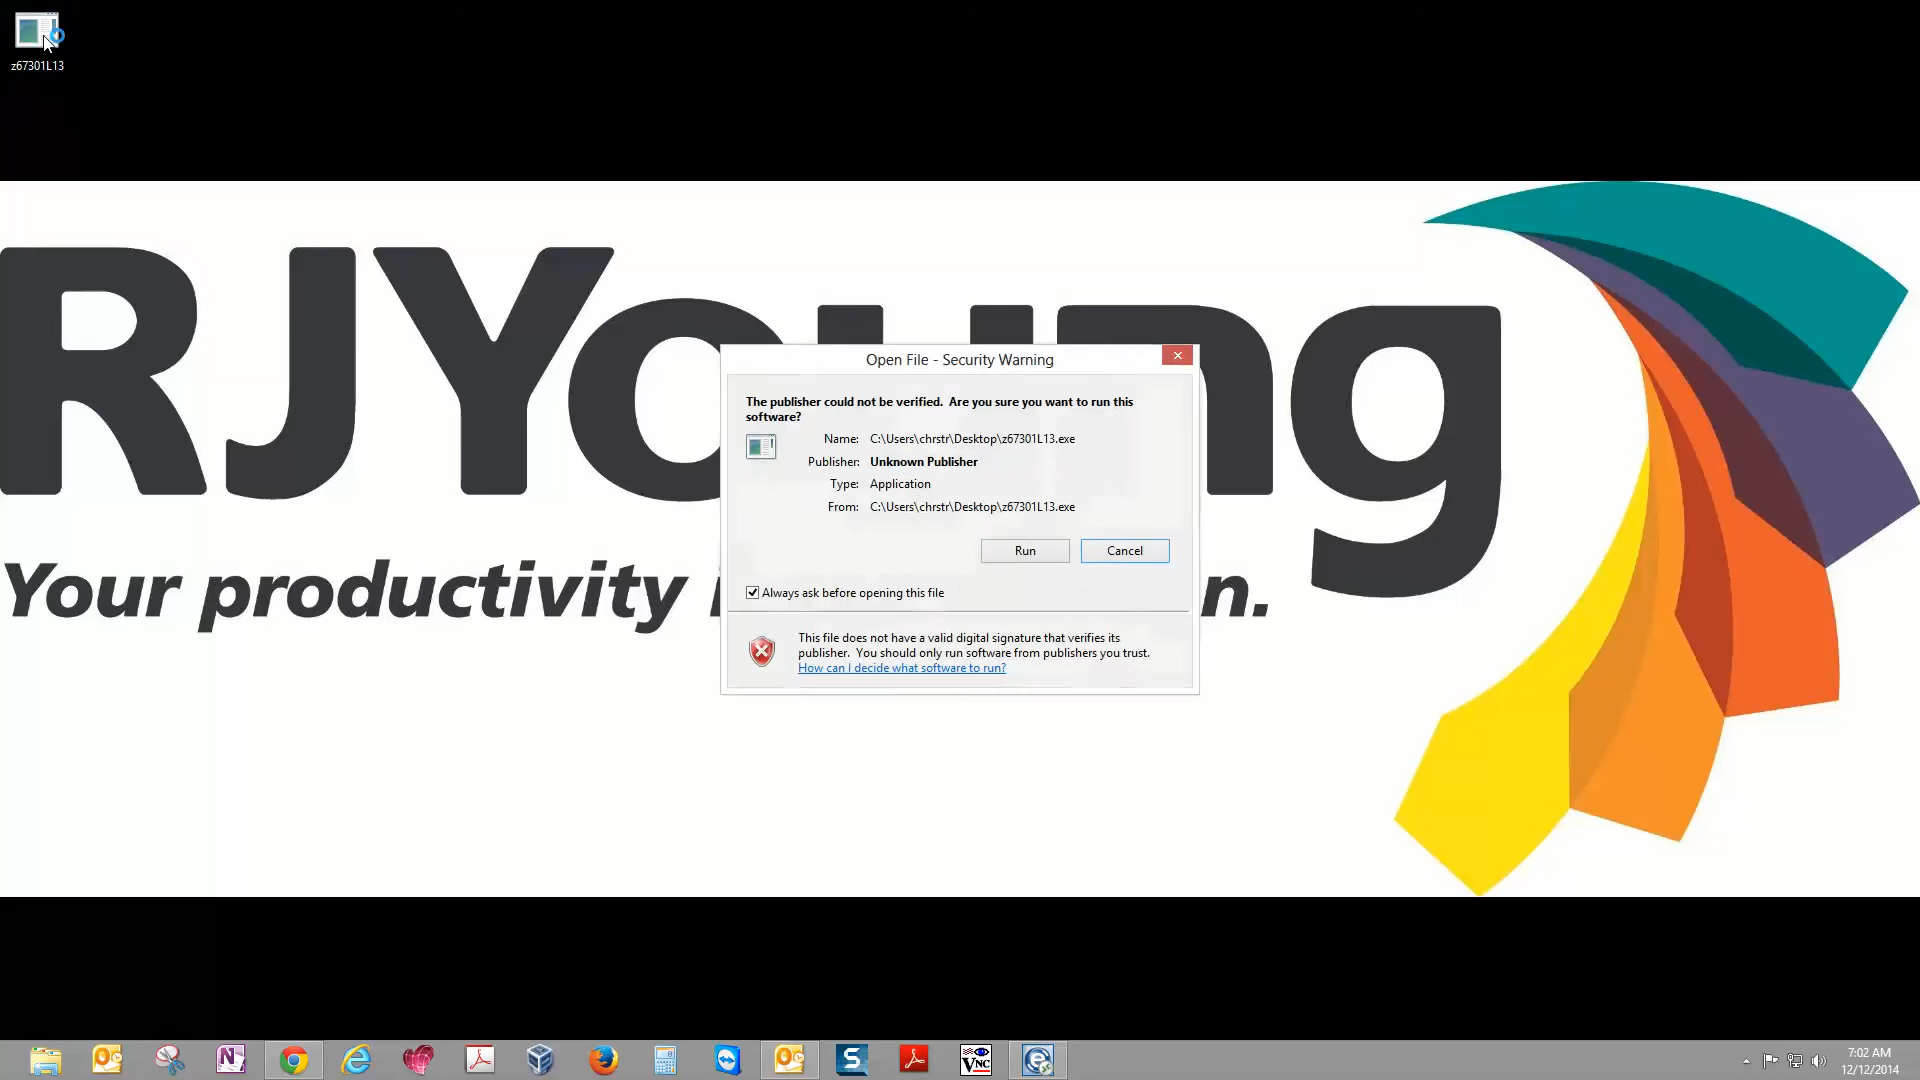 z67301L13
RJYoung
Your productivity
n.
Open File - Security Warning
The publisher could not be verified.  Are you sure you want to run this
software?
Name: C:\Users\chrstr\Desktop\z67301L13.exe
Publisher: Unknown Publisher
Type: Application
From: C:\Users\chrstr\Desktop\z67301L13.exe
Run Cancel
Always ask before opening this file
This file does not have a valid digital signature that verifies its
publisher.  You should only run software from publishers you trust.
How can I decide what software to run?
VNC
7:02 AM
12/12/2014